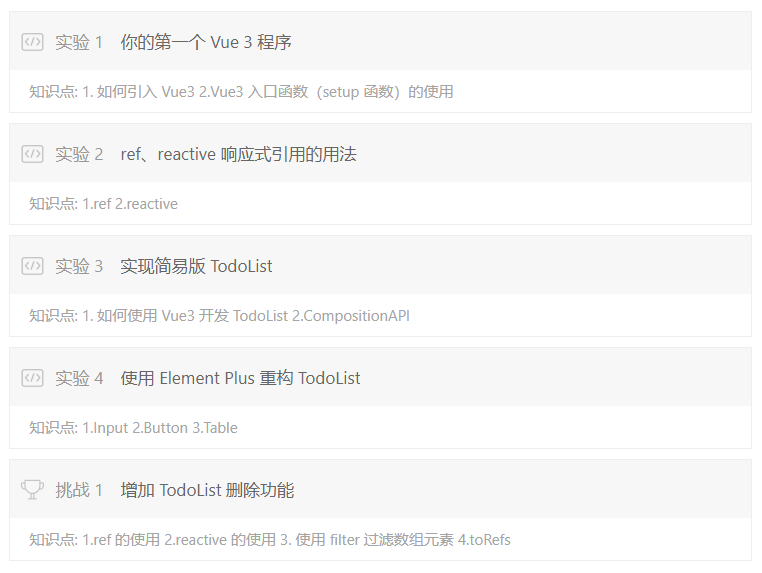 实验 1 你的第一个 Vue 3 程序
知识点: 1. 如何引入 Vue3 2.Vue3 入口函数（setup 函数）的使用
实验 2 ref、reactive 响应式引用的用法
知识点: 1.ref 2.reactive
实验 3 实现简易版 TodoList
知识点: 1. 如何使用 Vue3 开发 TodoList 2.CompositionAPI
实验 4 使用 Element Plus 重构 TodoList
知识点: 1.Input 2.Button 3.Table
挑战 1 增加 TodoList 删除功能
知识点: 1.ref 的使用 2.reactive 的使用 3. 使用 filter 过滤数组元素 4.toRefs